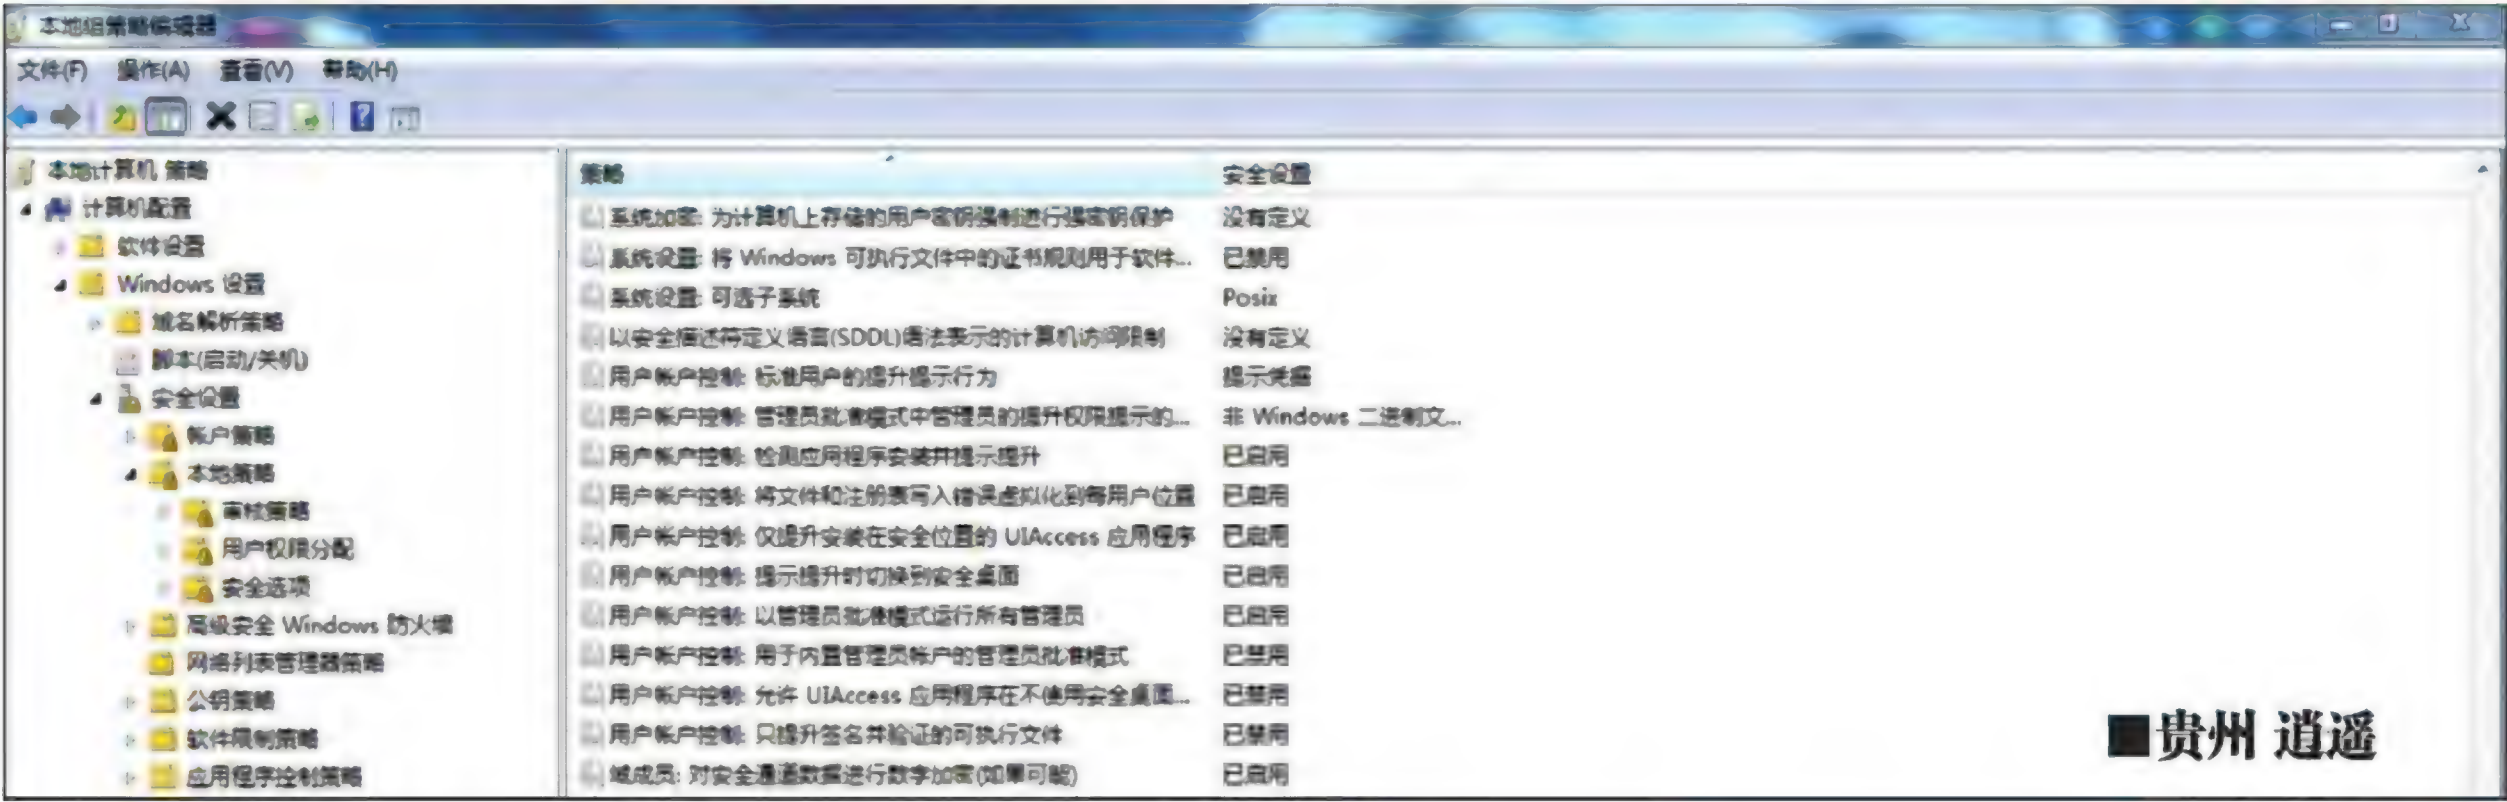 本地组策略编辑器
文件(F) 操作(A) 查看(V) 帮助(H)
本地计算机 策略
计算机配置
软件设置
Windows 设置
域名解析策略
脚本(启动/关机)
安全设置
帐户策略
本地策略
审核策略
用户权限分配
安全选项
高级安全 Windows 防火墙
网络列表管理器策略
公钥策略
软件限制策略
应用程序控制策略
策略 安全设置
系统加密: 为计算机上存储的用户密钥强制进行强密钥保护 没有定义
系统设置: 将 Windows 可执行文件中的证书规则用于软件... 已禁用
系统设置: 可选子系统 Posix
以安全描述符定义语言(SDDL)语法表示的计算机访问限制 没有定义
用户帐户控制: 标准用户的提升提示行为 提示凭据
用户帐户控制: 管理员批准模式中管理员的提升权限提示的... 非 Windows 二进制文...
用户帐户控制: 检测应用程序安装并提示提升 已启用
用户帐户控制: 将文件和注册表写入错误虚拟化到每用户位置 已启用
用户帐户控制: 仅提升安装在安全位置的 UIAccess 应用程序 已启用
用户帐户控制: 提示提升时切换到安全桌面 已启用
用户帐户控制: 以管理员批准模式运行所有管理员 已启用
用户帐户控制: 用于内置管理员帐户的管理员批准模式 已禁用
用户帐户控制: 允许 UIAccess 应用程序在不使用安全桌面... 已禁用
用户帐户控制: 只提升签名并验证的可执行文件 已禁用
域成员: 对安全通道数据进行数字加密(如果可能) 已启用
■贵州 逍遥